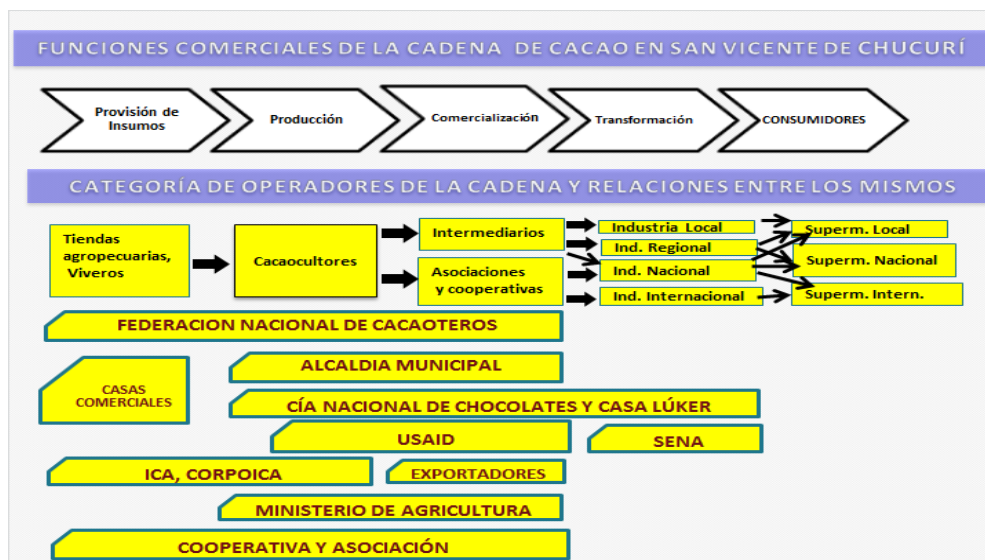 FUNCIONES COMERCIALES DE LA CADENA DE CACAO EN SAN VICENTE DE CHUCURÍ
Provisión de
Insumos
Producción
Comercialización
Transformación
CONSUMIDORES
CATEGORÍA DE OPERADORES DE LA CADENA Y RELACIONES ENTRE LOS MISMOS
Tiendas
agropecuarias,
Viveros
Cacaocultores
Intermediarios
Asociaciones
y cooperativas
Industria Local
Ind. Regional
Ind. Nacional
Ind. Internacional
Superm. Local
Superm. Nacional
Superm. Intern.
FEDERACION NACIONAL DE CACAOTEROS
CASAS
COMERCIALES
ALCALDIA MUNICIPAL
CÍA NACIONAL DE CHOCOLATES Y CASA LÚKER
USAID
SENA
ICA, CORPOICA
EXPORTADORES
MINISTERIO DE AGRICULTURA
COOPERATIVA Y ASOCIACIÓN